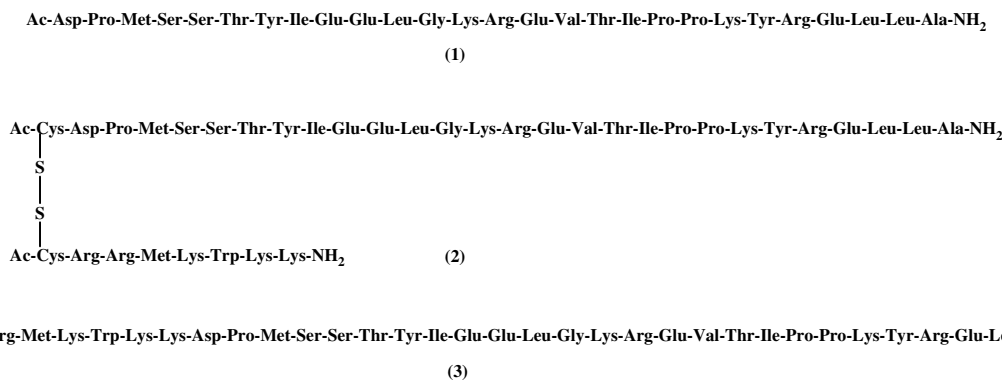 Ac-Asp-Pro-Met-Ser-Ser-Thr-Tyr-Ile-Glu-Glu-Leu-Gly-Lys-Arg-Glu-Val-Thr-Ile-Pro-Pro-Lys-Tyr-Arg-Glu-Leu-Leu-Ala-NH2
(1)
Ac-Cys-Asp-Pro-Met-Ser-Ser-Thr-Tyr-Ile-Glu-Glu-Leu-Gly-Lys-Arg-Glu-Val-Thr-Ile-Pro-Pro-Lys-Tyr-Arg-Glu-Leu-Leu-Ala-NH2
S
S
Ac-Cys-Arg-Arg-Met-Lys-Trp-Lys-Lys-NH2 (2)
rg-Met-Lys-Trp-Lys-Lys-Asp-Pro-Met-Ser-Ser-Thr-Tyr-Ile-Glu-Glu-Leu-Gly-Lys-Arg-Glu-Val-Thr-Ile-Pro-Pro-Lys-Tyr-Arg-Glu-L
(3)